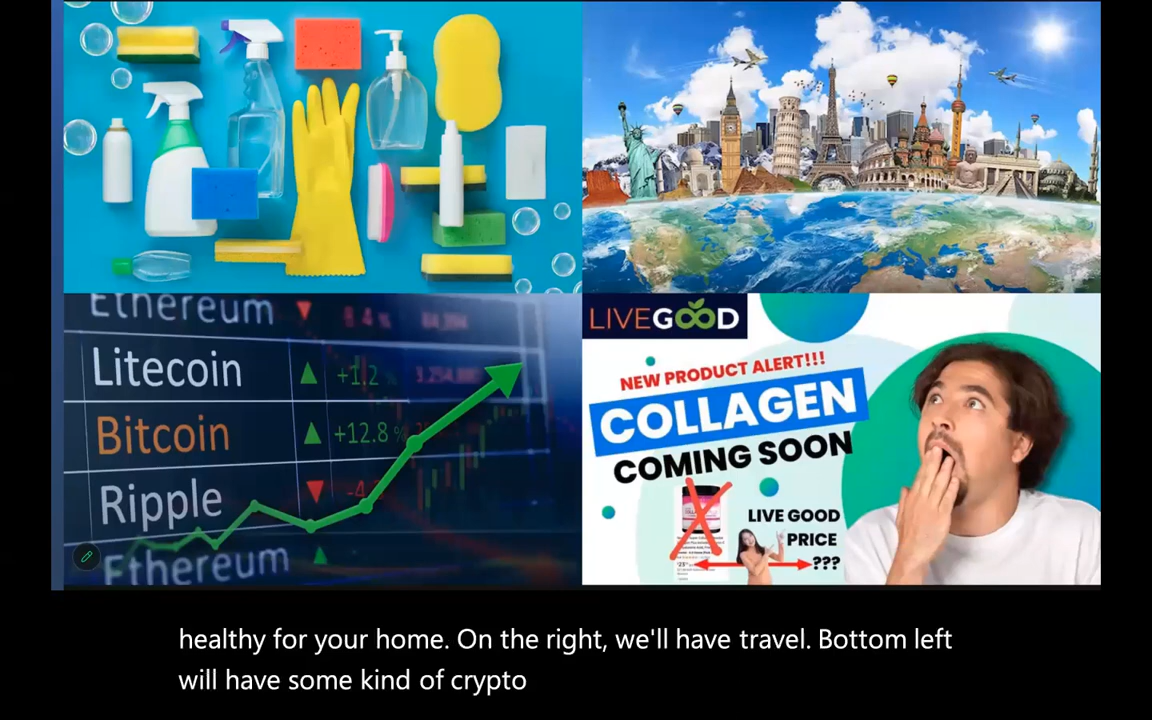 Ethereum
Litecoin +1.2
Bitcoin +12.8 %
Ripple
Ethereum
LIVEGOOD
NEW PRODUCT ALERT!!!
COLLAGEN
COMING SOON
LIVE GOOD
PRICE
???
healthy for your home. On the right, we'll have travel. Bottom left
will have some kind of crypto